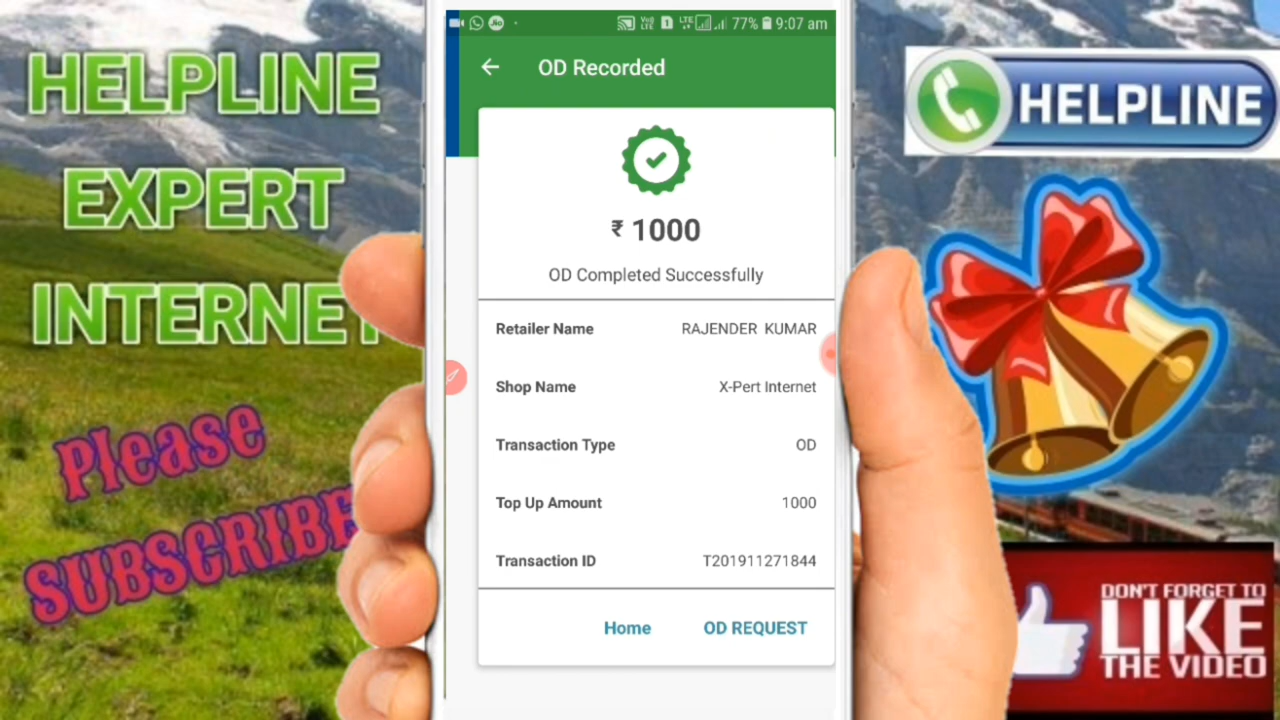 HELPLINE
EXPERT
INTERNET
Please
SUBSCRIBE
Jio
77% 9:07 am
OD Recorded
₹ 1000
OD Completed Successfully
Retailer Name RAJENDER KUMAR
Shop Name X-Pert Internet
Transaction Type OD
Top Up Amount 1000
Transaction ID T201911271844
Home OD REQUEST
HELPLINE
DON'T FORGET TO
LIKE
THE VIDEO